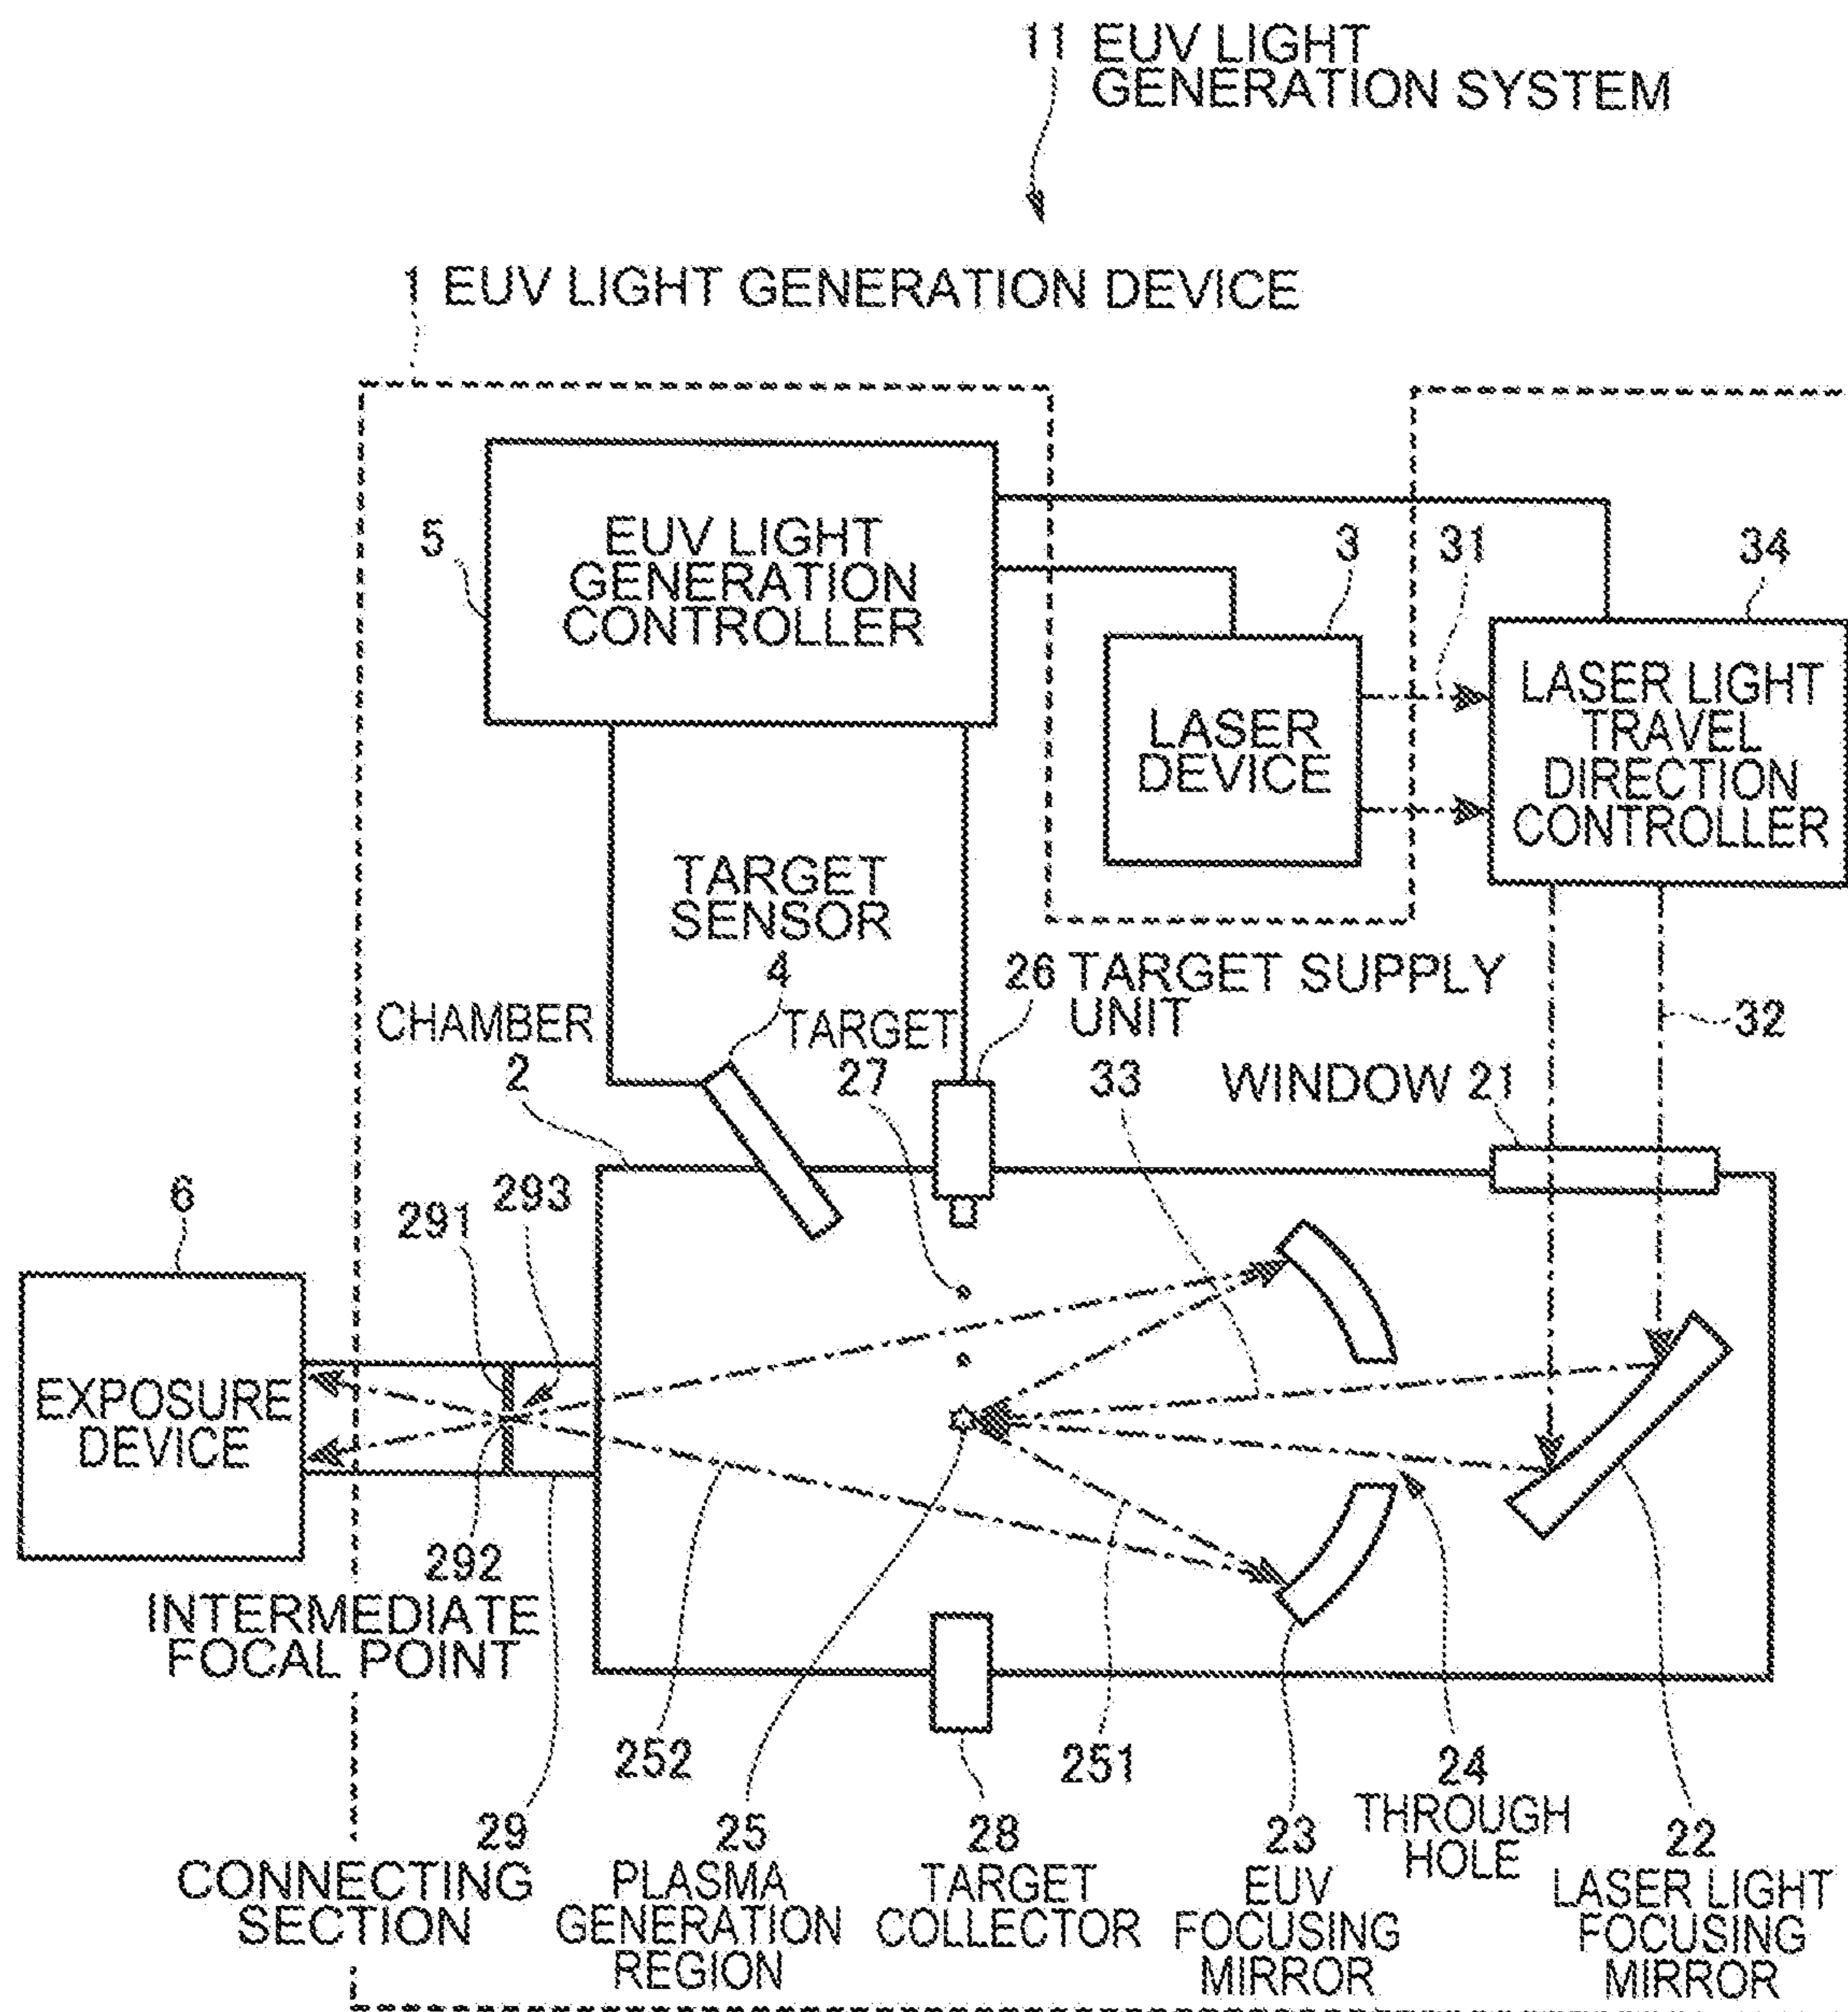 11 EUV LIGHT
GENERATION SYSTEM
1 EUV LIGHT GENERATION DEVICE
5
EUV LIGHT
GENERATION
CONTROLLER
3
31
34
LASER
DEVICE
LASER LIGHT
TRAVEL
DIRECTION
CONTROLLER
TARGET
SENSOR
4
CHAMBER
2
TARGET
27
26 TARGET SUPPLY
UNIT
33
WINDOW 21
32
6
291
293
EXPOSURE
DEVICE
292
INTERMEDIATE
FOCAL POINT
252
251
29
CONNECTING
SECTION
25
PLASMA
GENERATION
REGION
28
TARGET
COLLECTOR
23
EUV
FOCUSING
MIRROR
24
THROUGH
HOLE
22
LASER LIGHT
FOCUSING
MIRROR